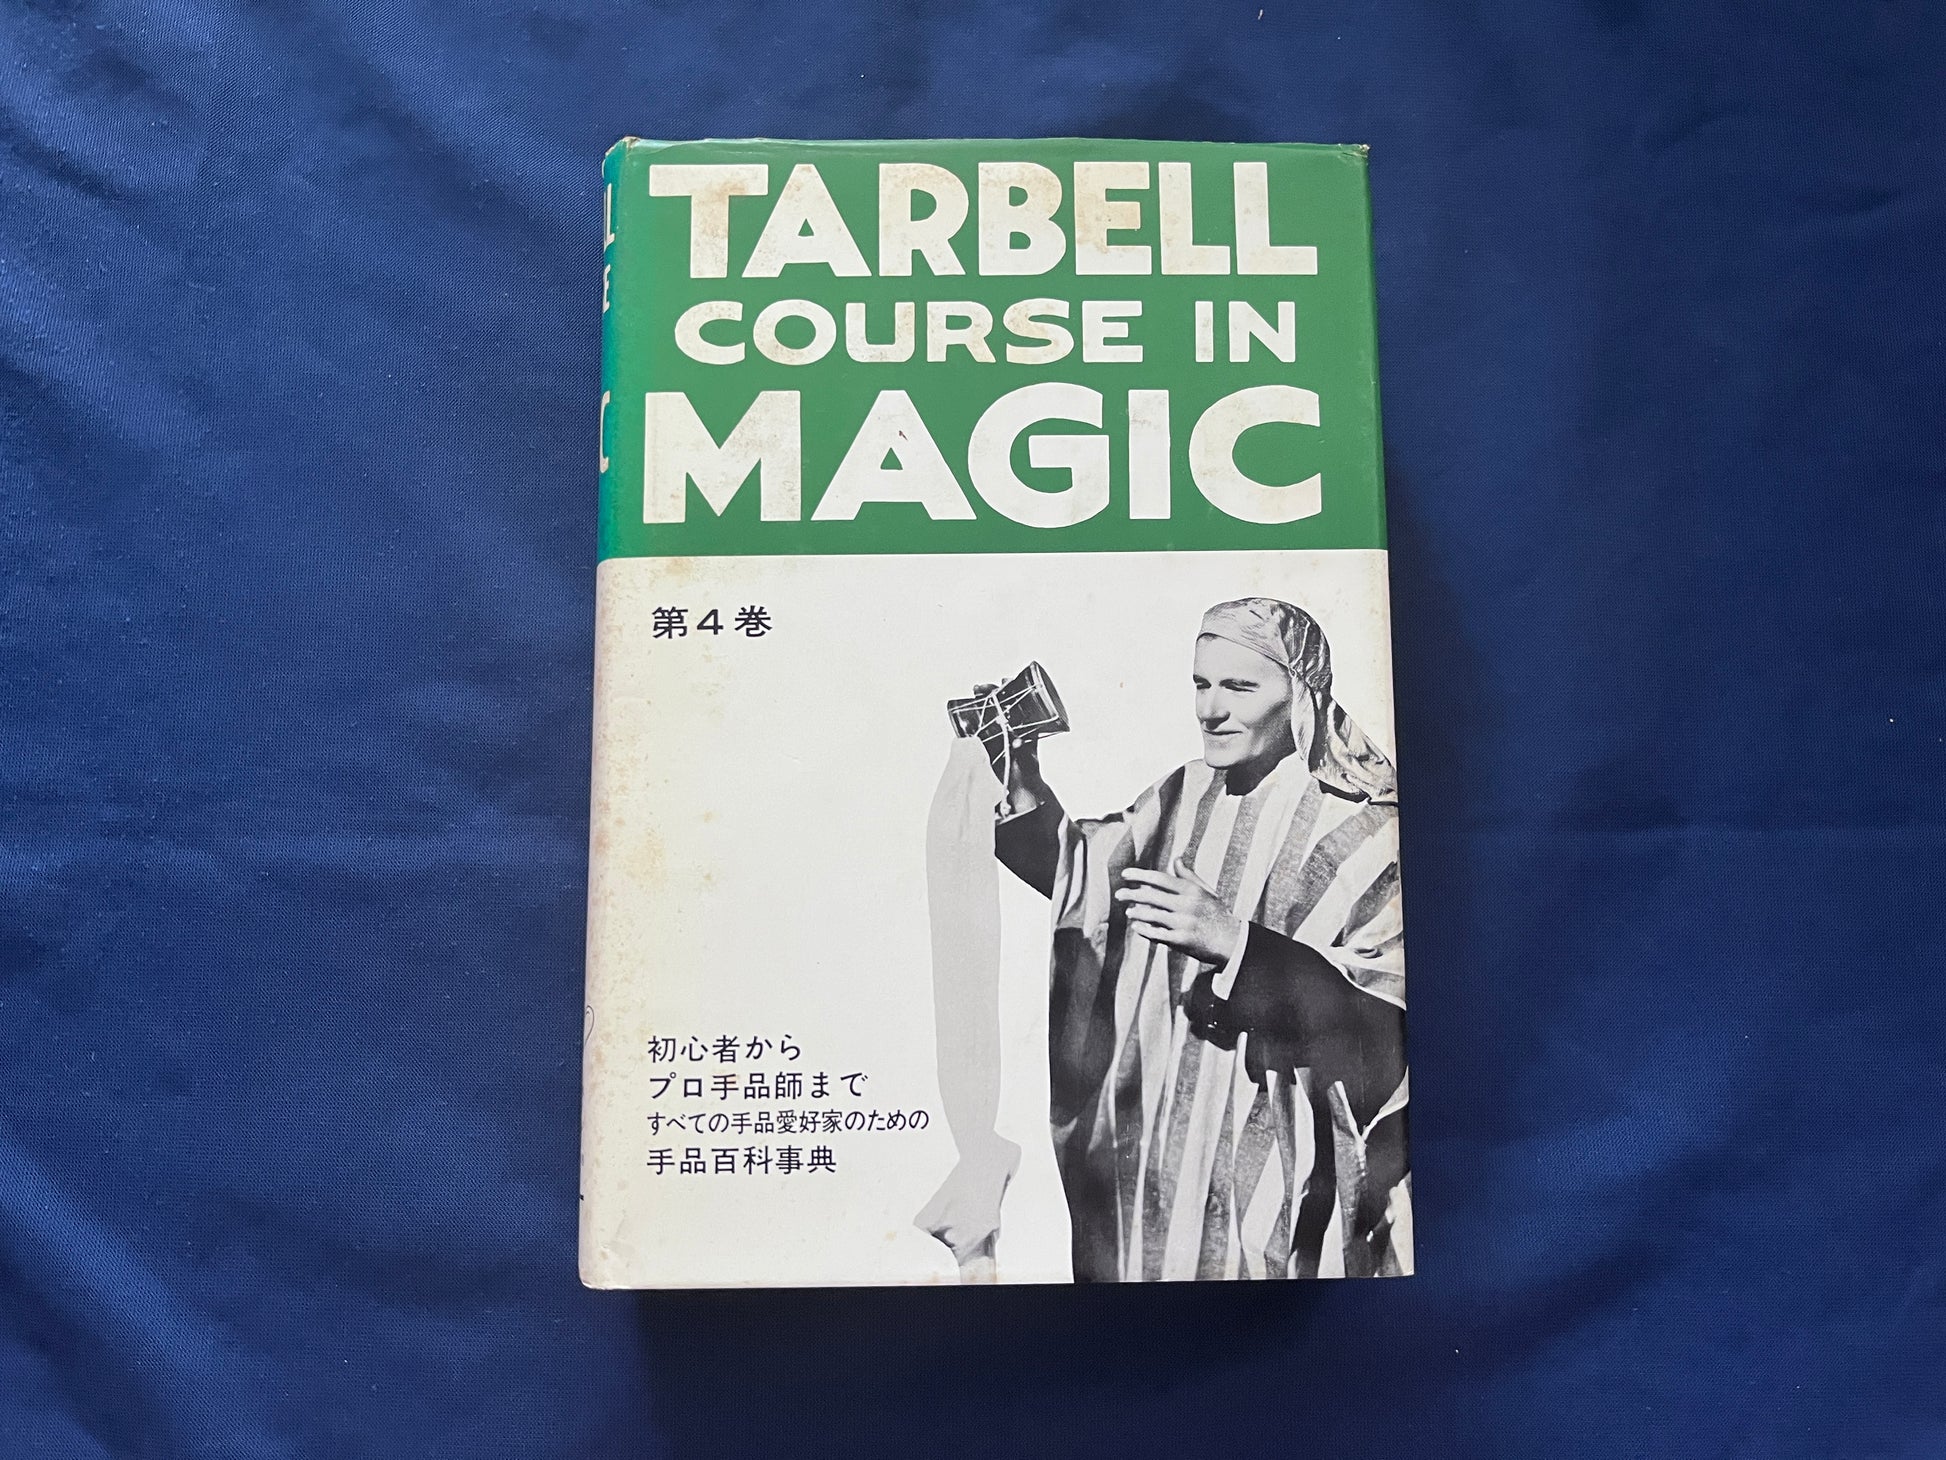 TARBELL
COURSE IN
MAGIC
第4巻
初心者から
プロ手品師まで
すべての手品愛好家のための
手品百科事典